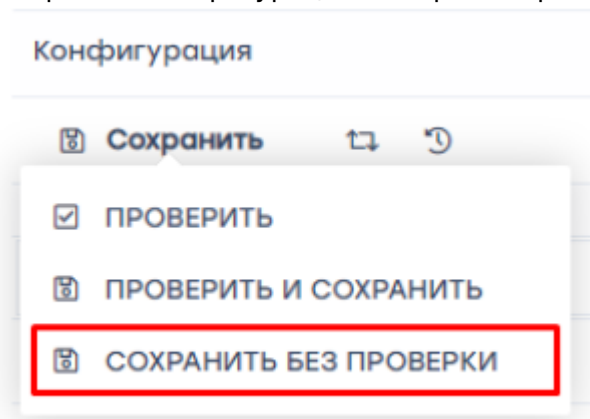 Конфигурация
Сохранить
ПРОВЕРИТЬ
ПРОВЕРИТЬ И СОХРАНИТЬ
СОХРАНИТЬ БЕЗ ПРОВЕРКИ